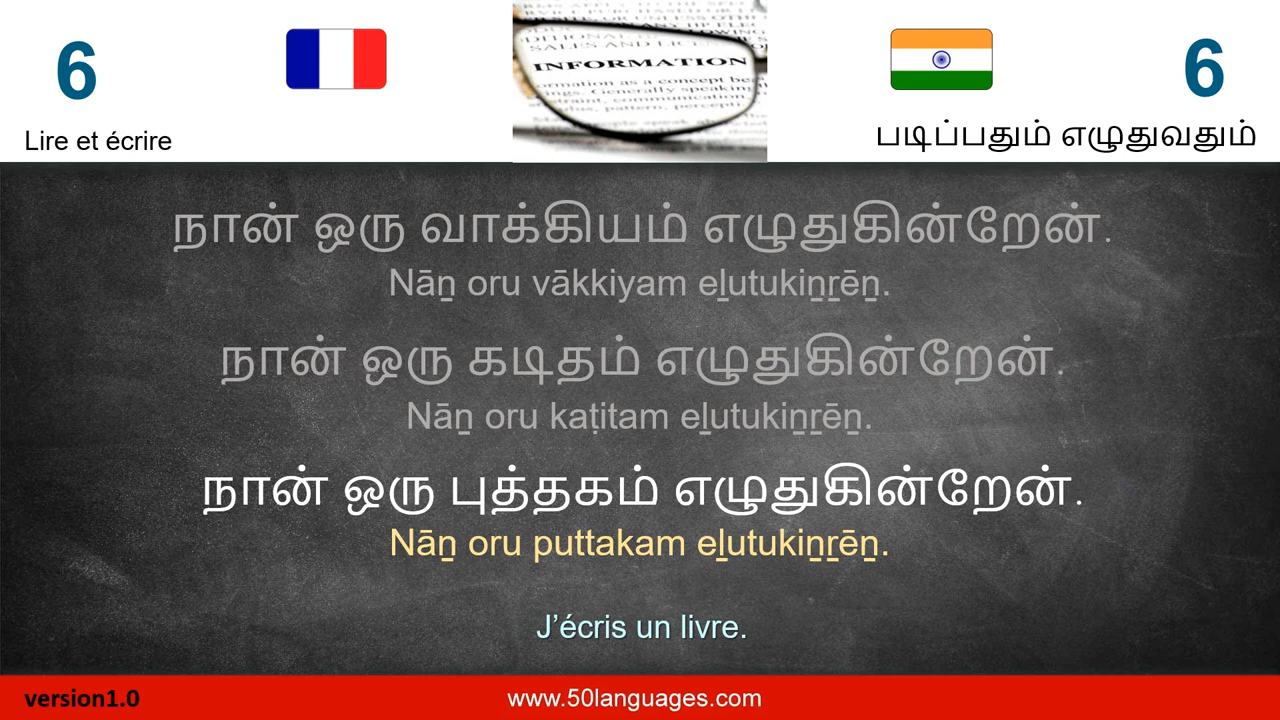 6
6
Lire et écrire
படிப்பதும் எழுதுவதும்
INFORMATION
நான் ஒரு வாக்கியம் எழுதுகின்றேன்.
Nāṉ oru vākkiyam eḻutukiṉṟēṉ.
நான் ஒரு கடிதம் எழுதுகின்றேன்.
Nāṉ oru kaṭitam eḻutukiṉṟēṉ.
நான் ஒரு புத்தகம் எழுதுகின்றேன்.
Nāṉ oru puttakam eḻutukiṉṟēṉ.
J’écris un livre.
version1.0
www.50languages.com